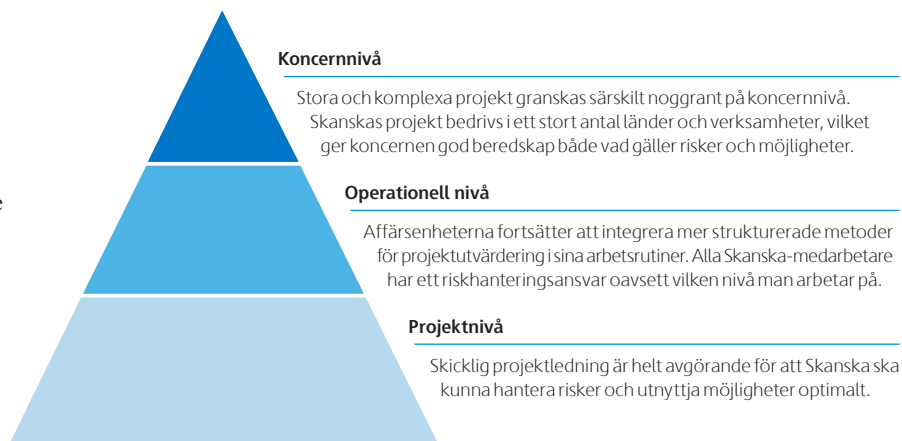 Koncernnivå
Stora och komplexa projekt granskas särskilt noggrant på koncernnivå.
Skanskas projekt bedrivs i ett stort antal länder och verksamheter, vilket
ger koncernen god beredskap både vad gäller risker och möjligheter.
Operationell nivå
e
Affärsenheterna fortsätter att integrera mer strukturerade metoder
för projektutvärdering i sina arbetsrutiner. Alla Skanska-medarbetare
har ett riskhanteringsansvar oavsett vilken nivå man arbetar på.
Projektnivå
Skicklig projektledning är helt avgörande för att Skanska ska
kunna hantera risker och utnyttja möjligheter optimalt.